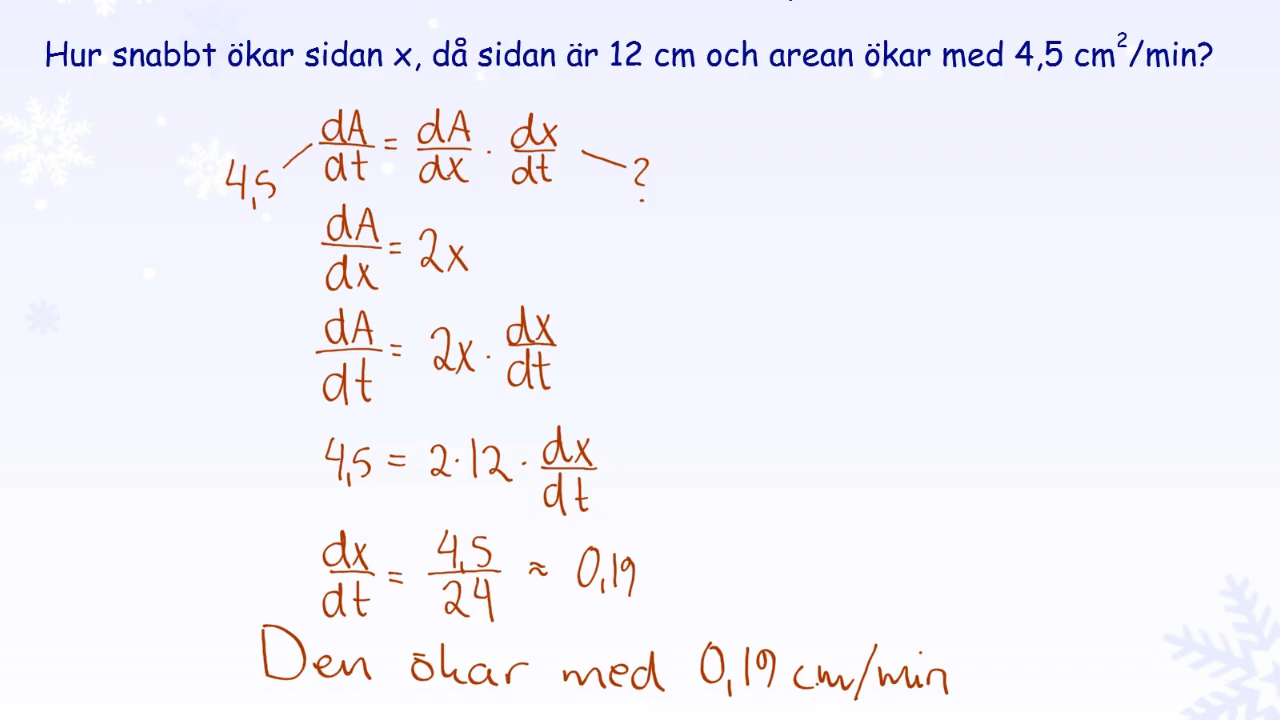 Hur snabbt ökar sidan x, då sidan är 12 cm och arean ökar med 4,5 cm²/min?
4,5 dA/dt = dA/dx · dx/dt ?
dA/dx = 2x
dA/dt = 2x · dx/dt
4,5 = 2·12 · dx/dt
dx/dt = 4,5/24 ≈ 0,19
Den ökar med 0,19 cm/min